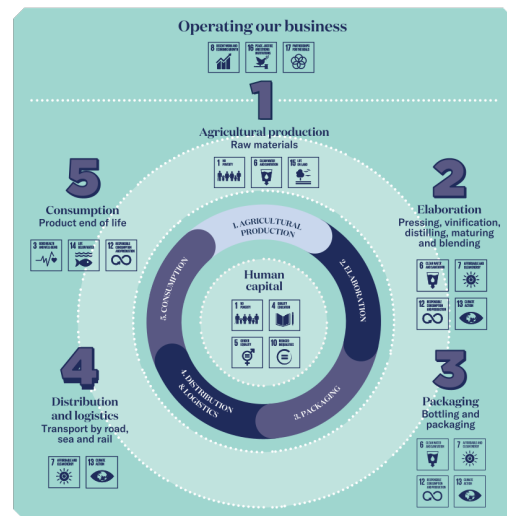 Operating our business
8 DECENT WORK AND ECONOMIC GROWTH
16 PEACE, JUSTICE AND STRONG INSTITUTIONS
17 PARTNERSHIPS FOR THE GOALS
1
Agricultural production
Raw materials
1 NO POVERTY
6 CLEAN WATER AND SANITATION
15 LIFE ON LAND
5
Consumption
Product end of life
3 GOOD HEALTH AND WELL-BEING
14 LIFE BELOW WATER
12 RESPONSIBLE CONSUMPTION AND PRODUCTION
2
Elaboration
Pressing, vinification,
distilling, maturing
and blending
6 CLEAN WATER AND SANITATION
7 AFFORDABLE AND CLEAN ENERGY
12 RESPONSIBLE CONSUMPTION AND PRODUCTION
13 CLIMATE ACTION
1. AGRICULTURAL
PRODUCTION
2. ELABORATION
3. PACKAGING
4. DISTRIBUTION
& LOGISTICS
5. CONSUMPTION
Human
capital
1 NO POVERTY
4 QUALITY EDUCATION
5 GENDER EQUALITY
10 REDUCED INEQUALITIES
4
Distribution
and logistics
Transport by road,
sea and rail
7 AFFORDABLE AND CLEAN ENERGY
13 CLIMATE ACTION
3
Packaging
Bottling and
packaging
6 CLEAN WATER AND SANITATION
7 AFFORDABLE AND CLEAN ENERGY
12 RESPONSIBLE CONSUMPTION AND PRODUCTION
13 CLIMATE ACTION